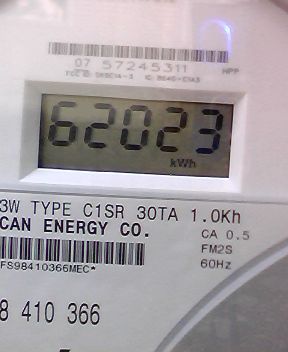 07 57245311
HPP
62023
kWh
3W TYPE C1SR 30TA 1.0Kh
CAN ENERGY CO.
CA 0.5
FM2S
60Hz
FS98410366MEC*
8 410 366